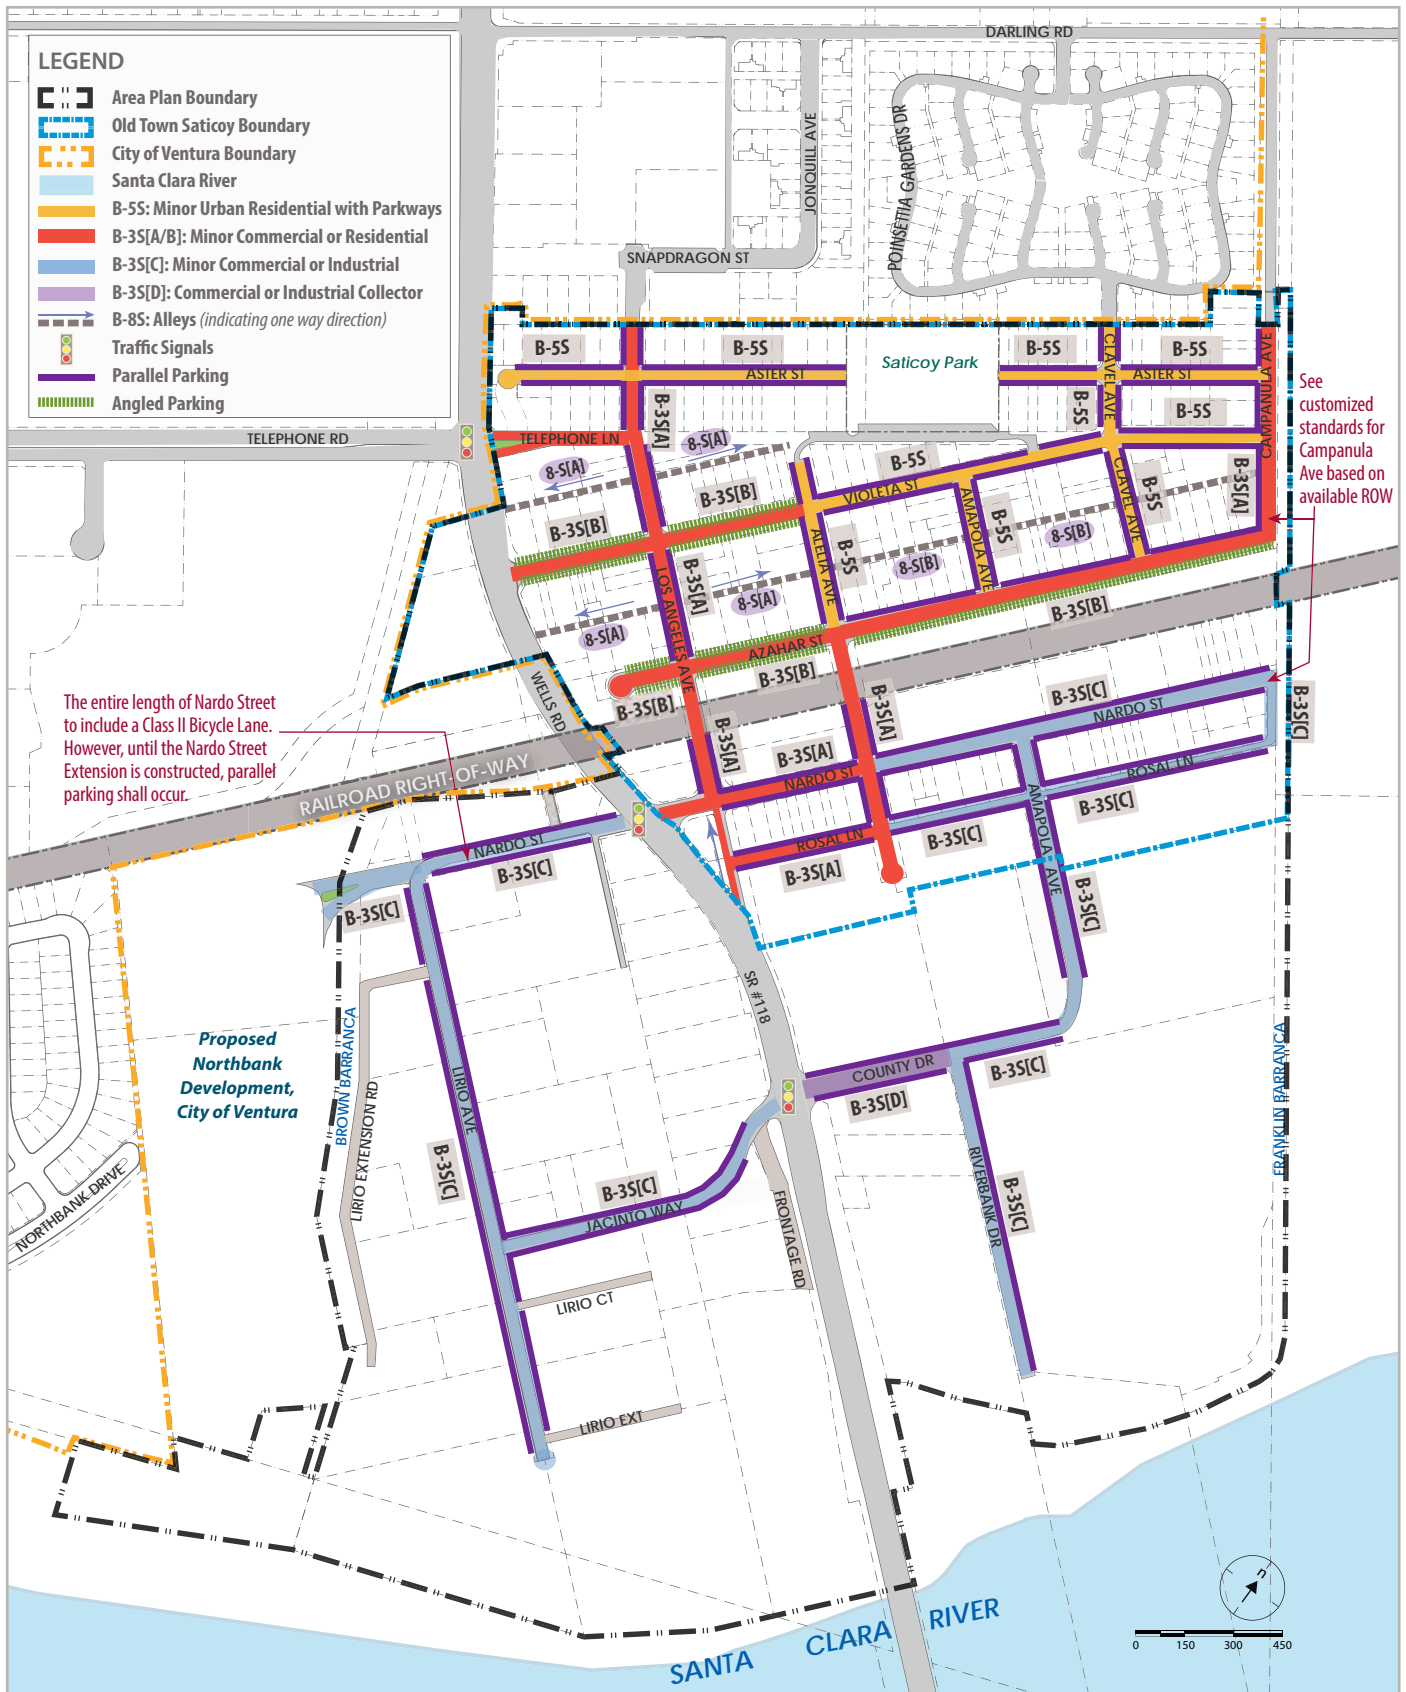 DARLING RD
LEGEND
Area Plan Boundary
Old Town Saticoy Boundary
City of Ventura Boundary
Santa Clara River
B-5S: Minor Urban Residential with Parkways
B-3S[A/B]: Minor Commercial or Residential
B-3S[C]: Minor Commercial or Industrial
B-3S[D]: Commercial or Industrial Collector
B-8S: Alleys (indicating one way direction)
Traffic Signals
Parallel Parking
Angled Parking
JONQUILL AVE
POINSETTIA GARDENS DR
SNAPDRAGON ST
B-5S
B-5S
Saticoy Park
B-5S
B-5S
CLAVEL AVE
CAMPANULA AVE
ASTER ST
ASTER ST
See
customized
standards for
Campanula
Ave based on
available ROW
B-3S[A]
B-5S
B-5S
TELEPHONE RD
TELEPHONE LN
8-S[A]
8-S[A]
B-5S
CLAVEL AVE
B-5S
B-3S[A]
B-3S[B]
VIOLETA ST
AMAPOLA AVE
B-5S
B-3S[B]
8-S[B]
ALELIA AVE
B-5S
8-S[B]
LOS ANGELES AVE
B-3S[A]
8-S[A]
8-S[A]
B-3S[B]
AZAHAR ST
B-3S[B]
B-3S[B]
WELLS RD
B-3S[A]
B-3S[A]
B-3S[C]
NARDO ST
B-3S[C]
The entire length of Nardo Street
to include a Class II Bicycle Lane.
However, until the Nardo Street
Extension is constructed, parallel
parking shall occur.
RAILROAD RIGHT-OF-WAY
B-3S[A]
NARDO ST
ROSAL LN
B-3S[C]
AMAPOLA AVE
NARDO ST
B-3S[C]
ROSAL LN
B-3S[A]
B-3S[C]
B-3S[C]
B-3S[C]
SR #118
Proposed
Northbank
Development,
City of Ventura
BROWN BARRANCA
LIRIO EXTENSION RD
LIRIO AVE
B-3S[C]
COUNTY DR
B-3S[D]
B-3S[C]
FRANKLIN BARRANCA
NORTHBANK DRIVE
B-3S[C]
JACINTO WAY
FRONTAGE RD
RIVERBANK DR
B-3S[C]
LIRIO CT
LIRIO EXT
n
0 150 300 450
SANTA CLARA RIVER